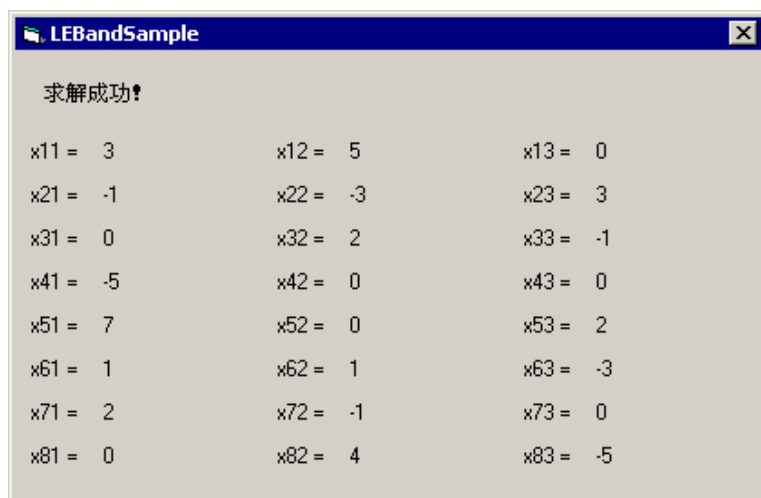 LEBandSample
求解成功!
x11 = 3 x12 = 5 x13 = 0
x21 = -1 x22 = -3 x23 = 3
x31 = 0 x32 = 2 x33 = -1
x41 = -5 x42 = 0 x43 = 0
x51 = 7 x52 = 0 x53 = 2
x61 = 1 x62 = 1 x63 = -3
x71 = 2 x72 = -1 x73 = 0
x81 = 0 x82 = 4 x83 = -5